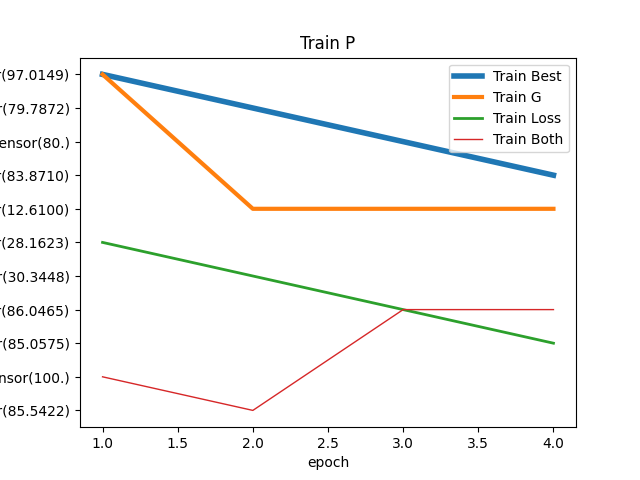 Train P
r(97.0149)
r(79.7872)
ensor(80.)
r(83.8710)
r(12.6100)
r(28.1623)
r(30.3448)
r(86.0465)
r(85.0575)
nsor(100.)
r(85.5422)
Train Best
Train G
Train Loss
Train Both
1.0 1.5 2.0 2.5 3.0 3.5 4.0
epoch